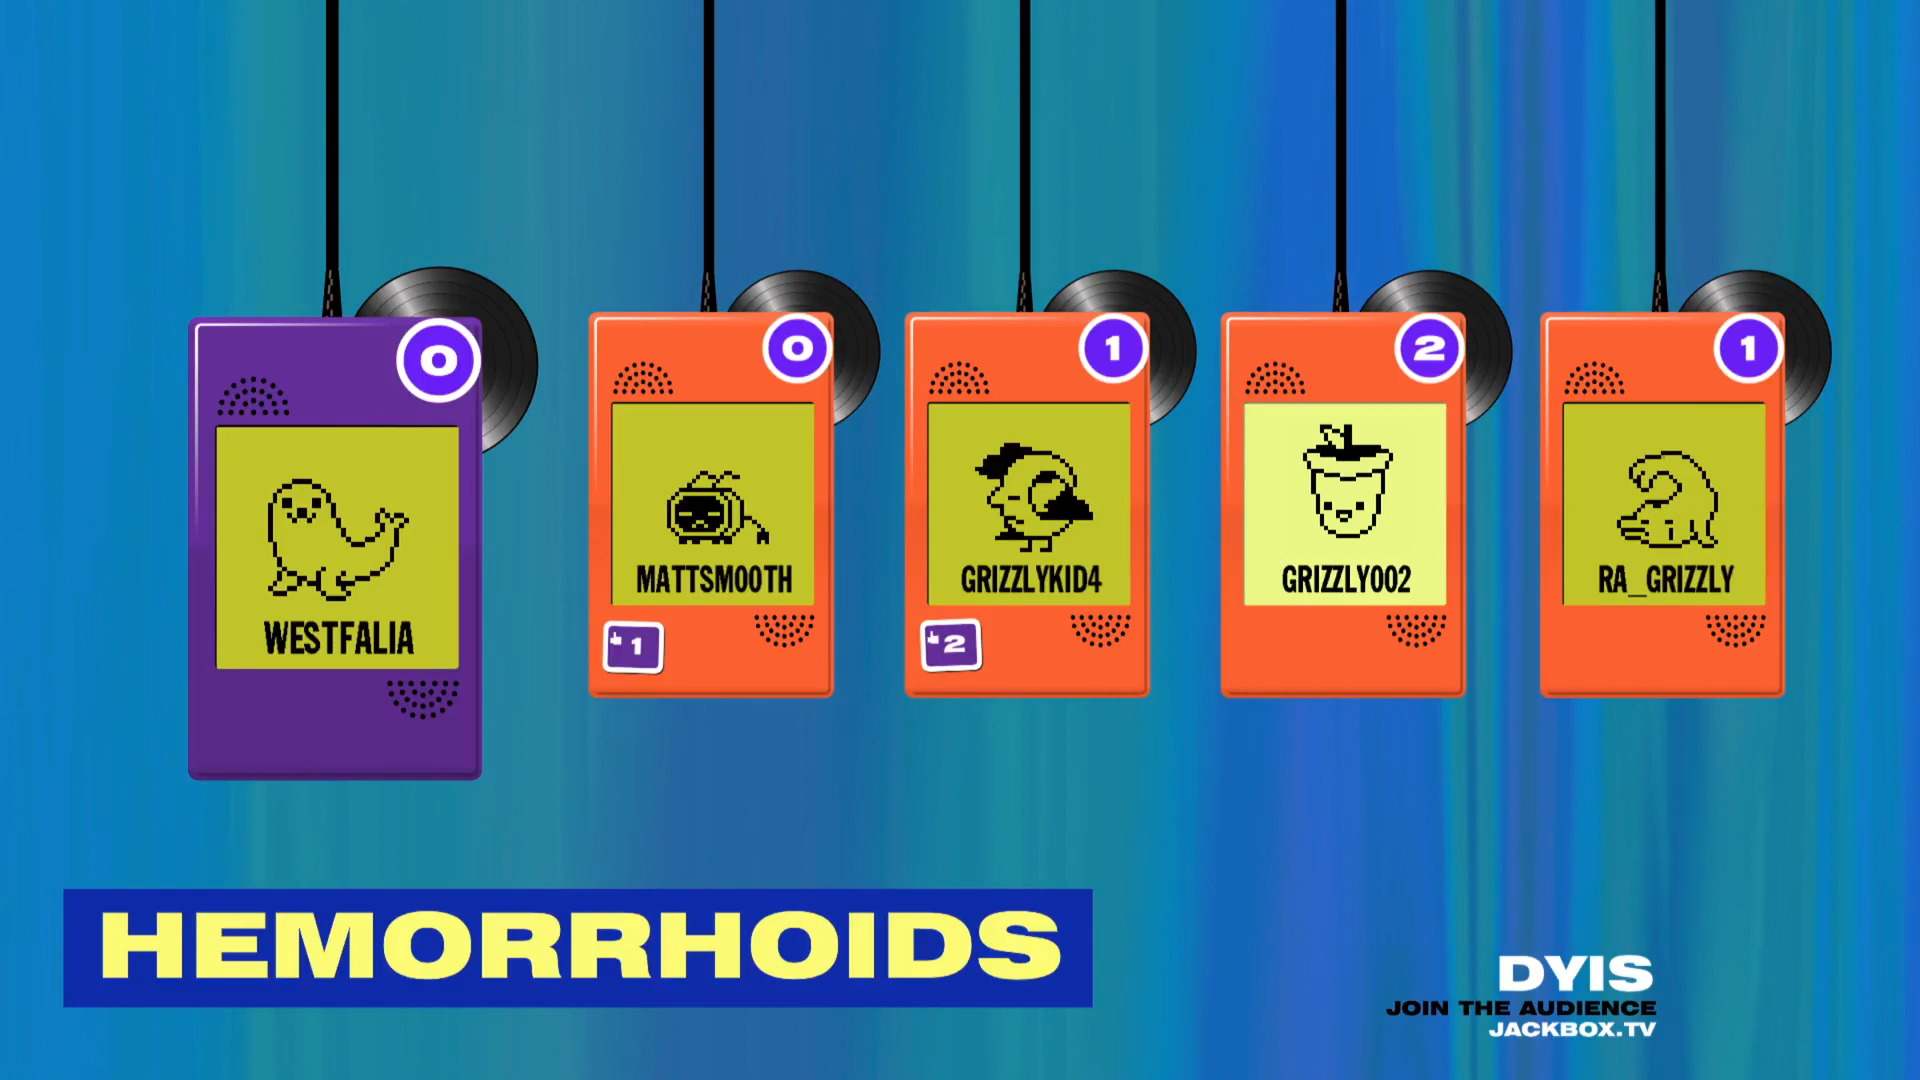 0
0
1
2
1
WESTFALIA
MATTSMOOTH
GRIZZLYKID4
GRIZZLY002
RA_GRIZZLY
1
2
HEMORRHOIDS
DYIS
JOIN THE AUDIENCE
JACKBOX.TV